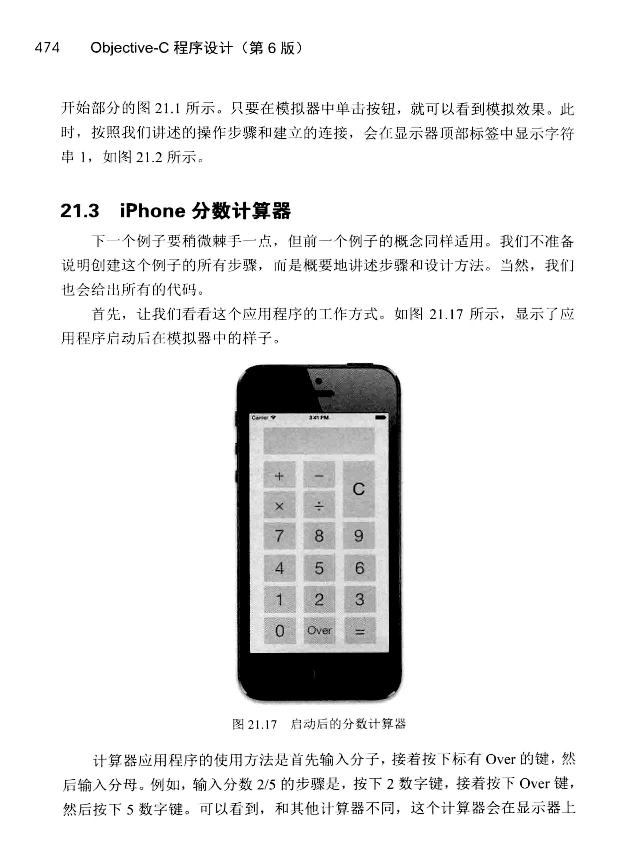 474 Objective-C 程序设计（第 6 版）
开始部分的图 21.1 所示。只要在模拟器中单击按钮，就可以看到模拟效果。此
时，按照我们讲述的操作步骤和建立的连接，会在显示器顶部标签中显示字符
串 1，如图 21.2 所示。
21.3 iPhone 分数计算器
下一个例子要稍微棘手一点，但前一个例子的概念同样适用。我们不准备
说明创建这个例子的所有步骤，而是概要地讲述步骤和设计方法。当然，我们
也会给出所有的代码。
首先，让我们看看这个应用程序的工作方式。如图 21.17 所示，显示了应
用程序启动后在模拟器中的样子。
Carrier 3:41 PM
+ −
C
× ÷
7 8 9
4 5 6
1 2 3
0 Over =
图 21.17 启动后的分数计算器
计算器应用程序的使用方法是首先输入分子，接着按下标有 Over 的键，然
后输入分母。例如，输入分数 2/5 的步骤是，按下 2 数字键，接着按下 Over 键，
然后按下 5 数字键。可以看到，和其他计算器不同，这个计算器会在显示器上